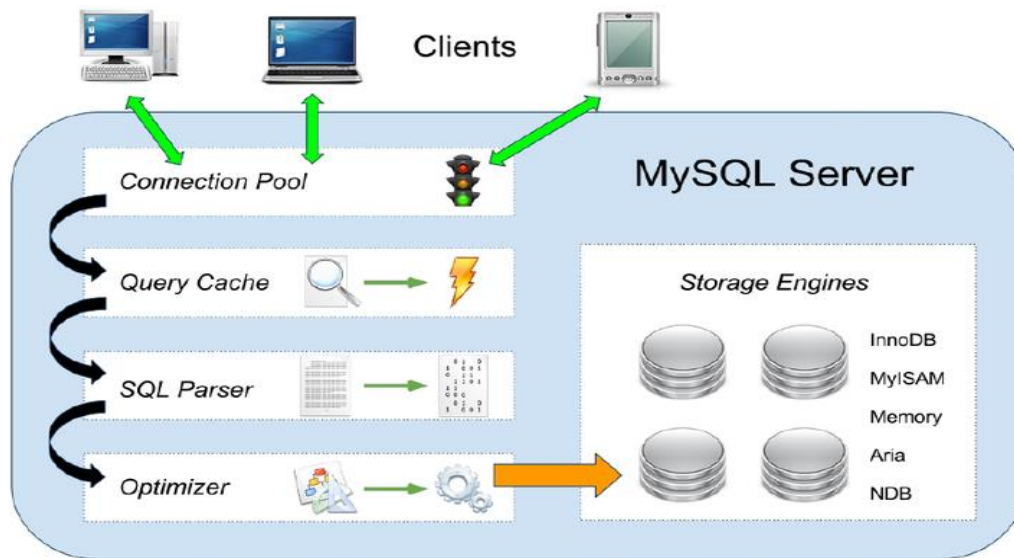 Clients
MySQL Server
Connection Pool
Query Cache
SQL Parser
Optimizer
Storage Engines
InnoDB
MyISAM
Memory
Aria
NDB